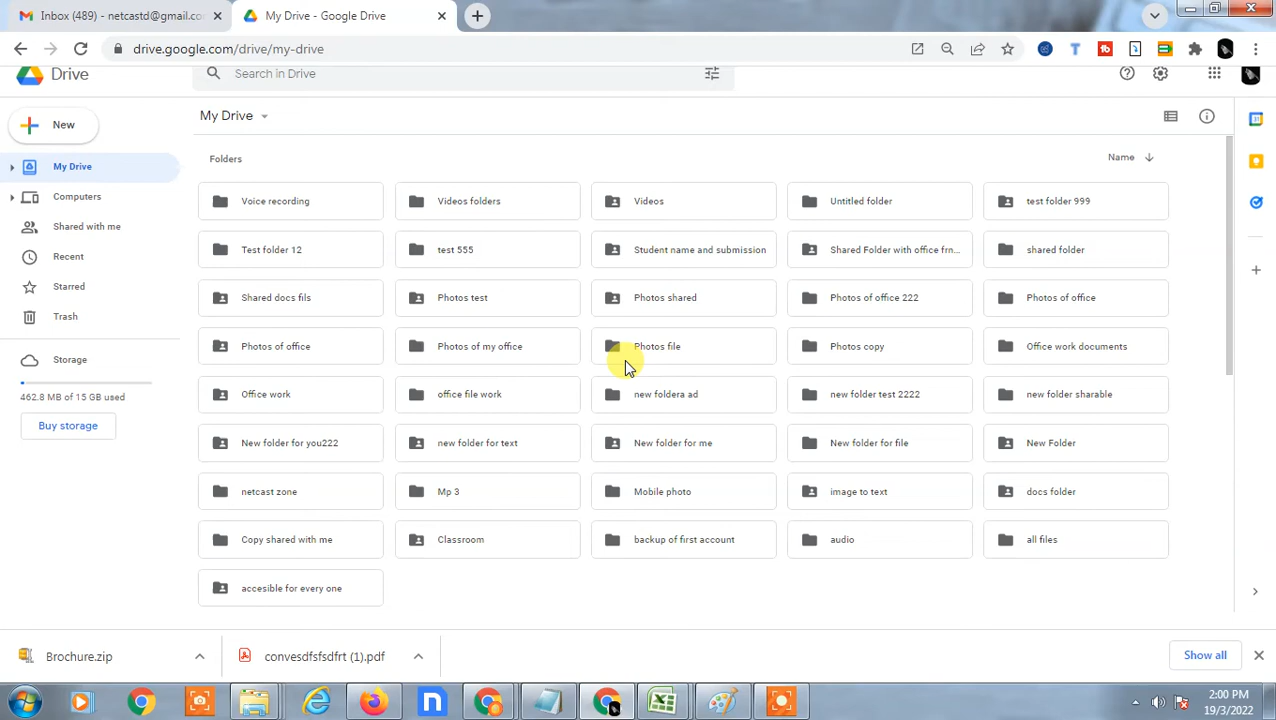 Inbox (489) - netcastd@gmail.co
My Drive - Google Drive
drive.google.com/drive/my-drive
Drive
Search in Drive
New
My Drive
Computers
Shared with me
Recent
Starred
Trash
Storage
462.8 MB of 15 GB used
Buy storage
My Drive
Folders
Name
Voice recording
Videos folders
Videos
Untitled folder
test folder 999
Test folder 12
test 555
Student name and submission
Shared Folder with office frn...
shared folder
Shared docs fils
Photos test
Photos shared
Photos of office 222
Photos of office
Photos of office
Photos of my office
Photos file
Photos copy
Office work documents
Office work
office file work
new foldera ad
new folder test 2222
new folder sharable
New folder for you222
new folder for text
New folder for me
New folder for file
New Folder
netcast zone
Mp 3
Mobile photo
image to text
docs folder
Copy shared with me
Classroom
backup of first account
audio
all files
accesible for every one
Brochure.zip
convesdfsfsdfrt (1).pdf
Show all
2:00 PM
19/3/2022